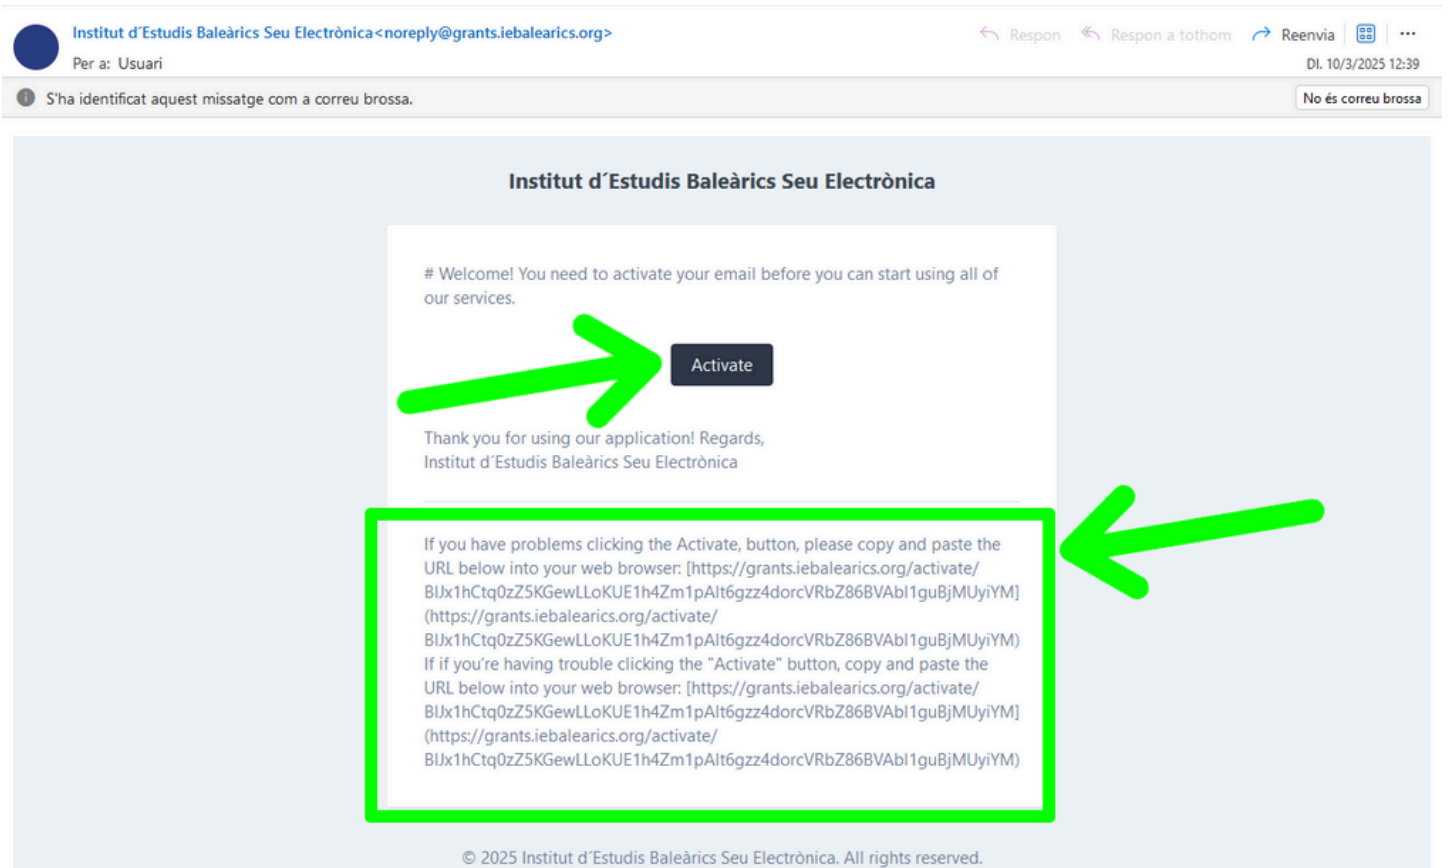 Institut d´Estudis Baleàrics Seu Electrònica<noreply@grants.iebalearics.org>
Respon
Respon a tothom
Reenvia
Per a: Usuari
Dl. 10/3/2025 12:39
S'ha identificat aquest missatge com a correu brossa.
No és correu brossa
Institut d´Estudis Baleàrics Seu Electrònica
# Welcome! You need to activate your email before you can start using all of
our services.
Activate
Thank you for using our application! Regards,
Institut d´Estudis Baleàrics Seu Electrònica
If you have problems clicking the Activate, button, please copy and paste the
URL below into your web browser: [https://grants.iebalearics.org/activate/
BIJx1hCtq0zZ5KGewLLoKUE1h4Zm1pAlt6gzz4dorcVRbZ86BVAbI1guBjMUyiYM]
(https://grants.iebalearics.org/activate/
BIJx1hCtq0zZ5KGewLLoKUE1h4Zm1pAlt6gzz4dorcVRbZ86BVAbI1guBjMUyiYM)
If if you're having trouble clicking the "Activate" button, copy and paste the
URL below into your web browser: [https://grants.iebalearics.org/activate/
BIJx1hCtq0zZ5KGewLLoKUE1h4Zm1pAlt6gzz4dorcVRbZ86BVAbI1guBjMUyiYM]
(https://grants.iebalearics.org/activate/
BIJx1hCtq0zZ5KGewLLoKUE1h4Zm1pAlt6gzz4dorcVRbZ86BVAbI1guBjMUyiYM)
© 2025 Institut d´Estudis Baleàrics Seu Electrònica. All rights reserved.